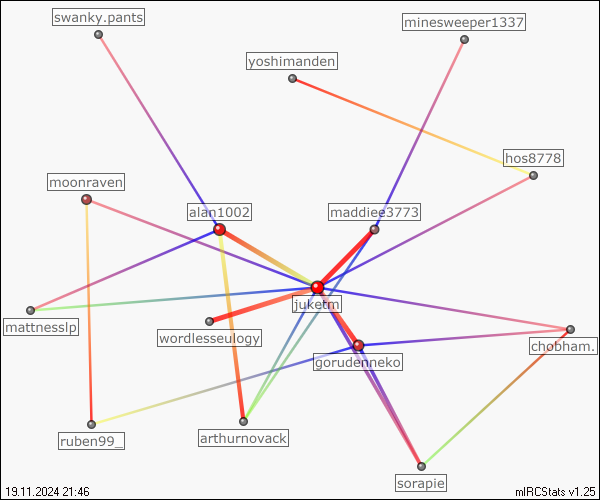 swanky.pants
minesweeper1337
yoshimanden
hos8778
moonraven
alan1002
maddiee3773
juketm
mattnesslp
wordlesseulogy
chobham.
gorudenneko
ruben99_
arthurnovack
sorapie
19.11.2024 21:46
mIRCStats v1.25